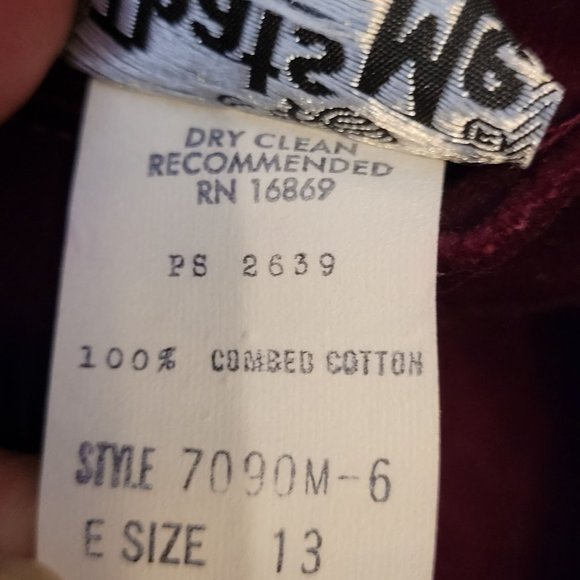 DRY CLEAN
RECOMMENDED
RN 16869
PS 2639
100% COMBED COTTON
STYLE 7090M-6
E SIZE 13